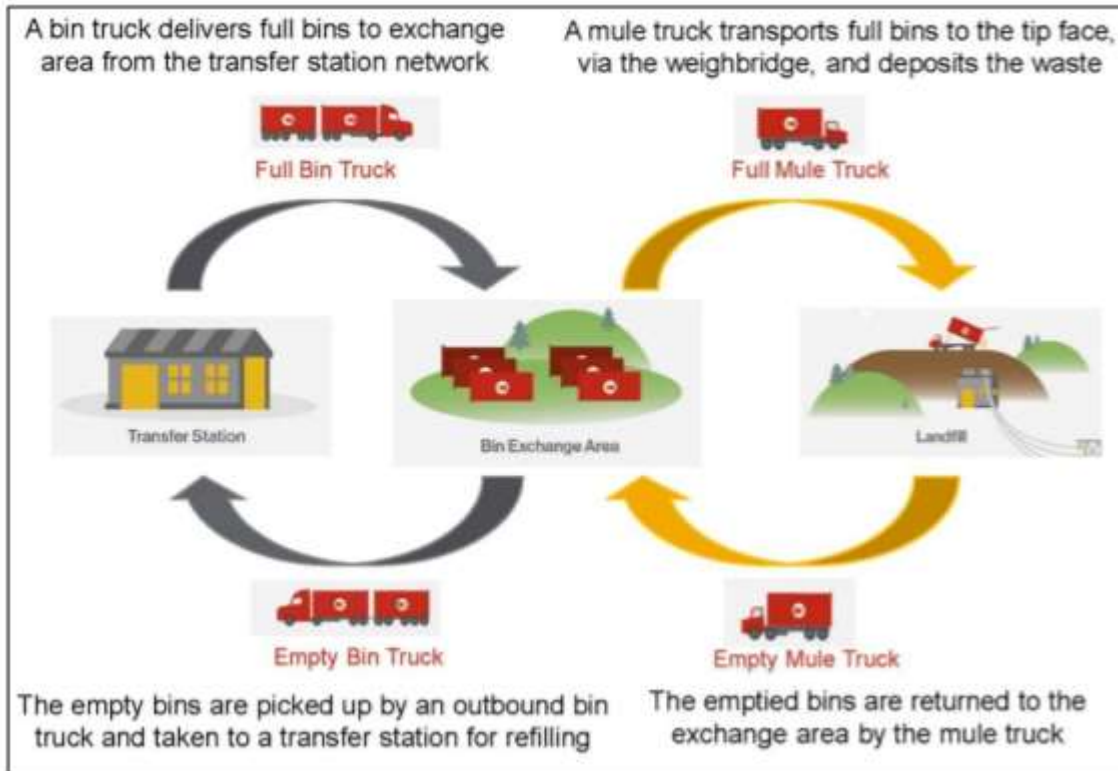 A bin truck delivers full bins to exchange
area from the transfer station network
A mule truck transports full bins to the tip face,
via the weighbridge, and deposits the waste
Full Bin Truck
Full Mule Truck
Transfer Station
Bin Exchange Area
Landfill
Empty Bin Truck
Empty Mule Truck
The empty bins are picked up by an outbound bin
truck and taken to a transfer station for refilling
The emptied bins are returned to the
exchange area by the mule truck